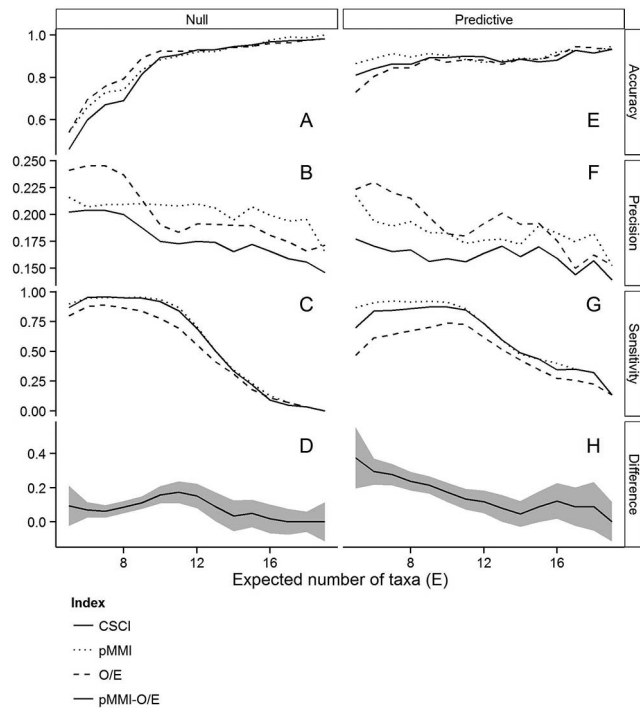 Null
Predictive
1.0
0.8
0.6
A
E
Accuracy
0.250
0.225
0.200
0.175
0.150
B
F
Precision
1.00
0.75
0.50
0.25
0.00
C
G
Sensitivity
0.4
0.2
0.0
D
H
Difference
8
12
16
8
12
16
Expected number of taxa (E)
Index
CSCI
pMMI
O/E
pMMI-O/E